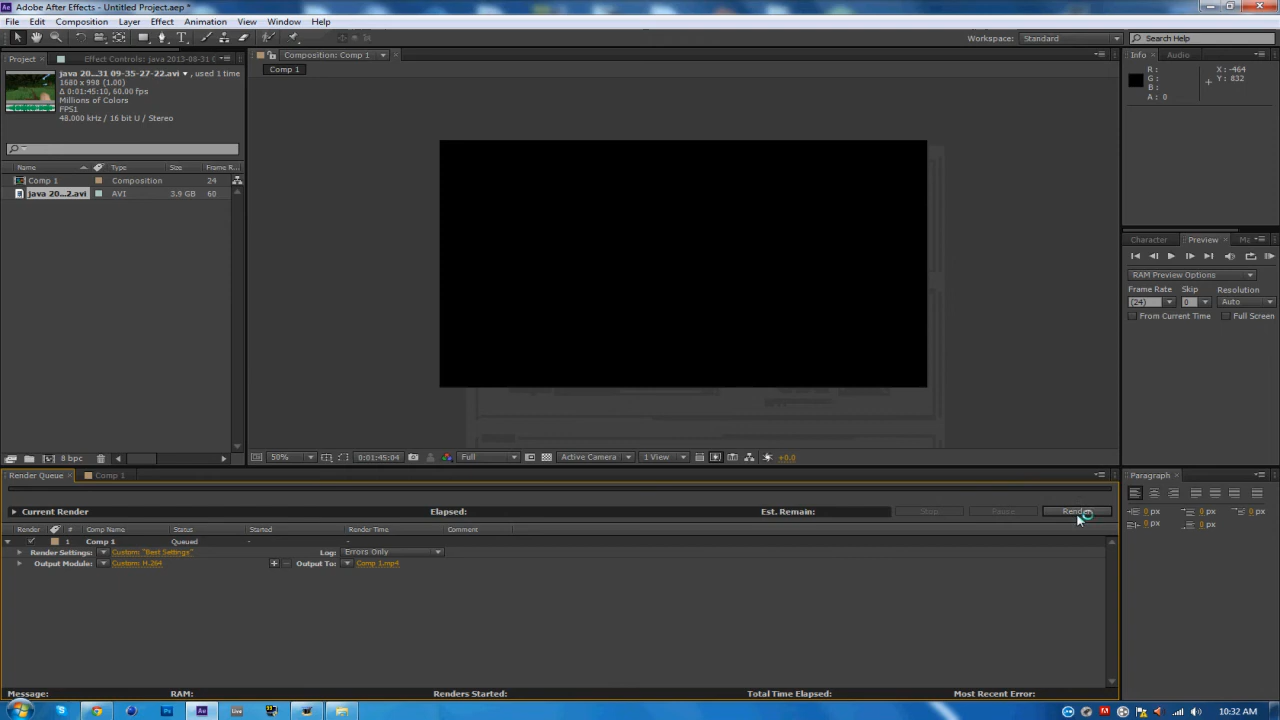 Adobe After Effects - Untitled Project.aep *
File Edit Composition Layer Effect Animation View Window Help
Workspace: Standard Search Help
Project Effect Controls: java 2013-08-31 0
java 20...31 09-35-27-22.avi , used 1 time
1680 x 998 (1.00)
Δ 0:01:45:10, 60.00 fps
Millions of Colors
FPS1
48.000 kHz / 16 bit U / Stereo
Name Type Size Frame R...
Comp 1 Composition 24
java 20...2.avi AVI 3.9 GB 60
8 bpc
Composition: Comp 1
Comp 1
50% 0:01:45:04 Full Active Camera 1 View +0.0
Info Audio
R : X : -464
G : Y : 832
B :
A : 0
Character Preview Ma
RAM Preview Options
Frame Rate Skip Resolution
(24) 0 Auto
From Current Time Full Screen
Paragraph
0 px 0 px 0 px
0 px 0 px
Render Queue Comp 1
Current Render Elapsed: Est. Remain: Stop Pause Render
Render # Comp Name Status Started Render Time Comment
1 Comp 1 Queued - -
Render Settings: Custom: "Best Settings" Log: Errors Only
Output Module: Custom: H.264 Output To: Comp 1.mp4
Message: RAM: Renders Started: Total Time Elapsed: Most Recent Error:
10:32 AM